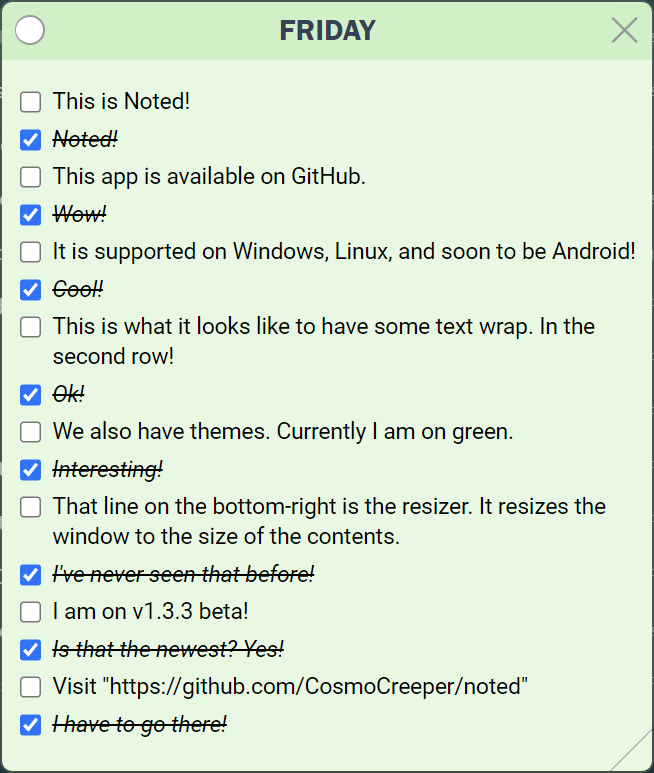 FRIDAY
This is Noted!
Noted!
This app is available on GitHub.
Wow!
It is supported on Windows, Linux, and soon to be Android!
Cool!
This is what it looks like to have some text wrap. In the
second row!
Ok!
We also have themes. Currently I am on green.
Interesting!
That line on the bottom-right is the resizer. It resizes the
window to the size of the contents.
I've never seen that before!
I am on v1.3.3 beta!
Is that the newest? Yes!
Visit "https://github.com/CosmoCreeper/noted"
I have to go there!